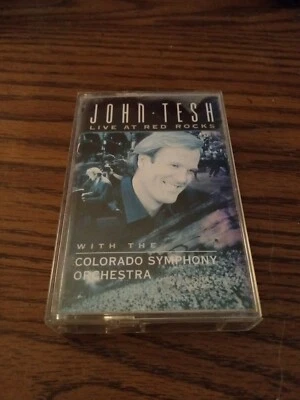 JOHN · TESH
LIVE AT RED ROCKS
WITH THE
COLORADO SYMPHONY
ORCHESTRA